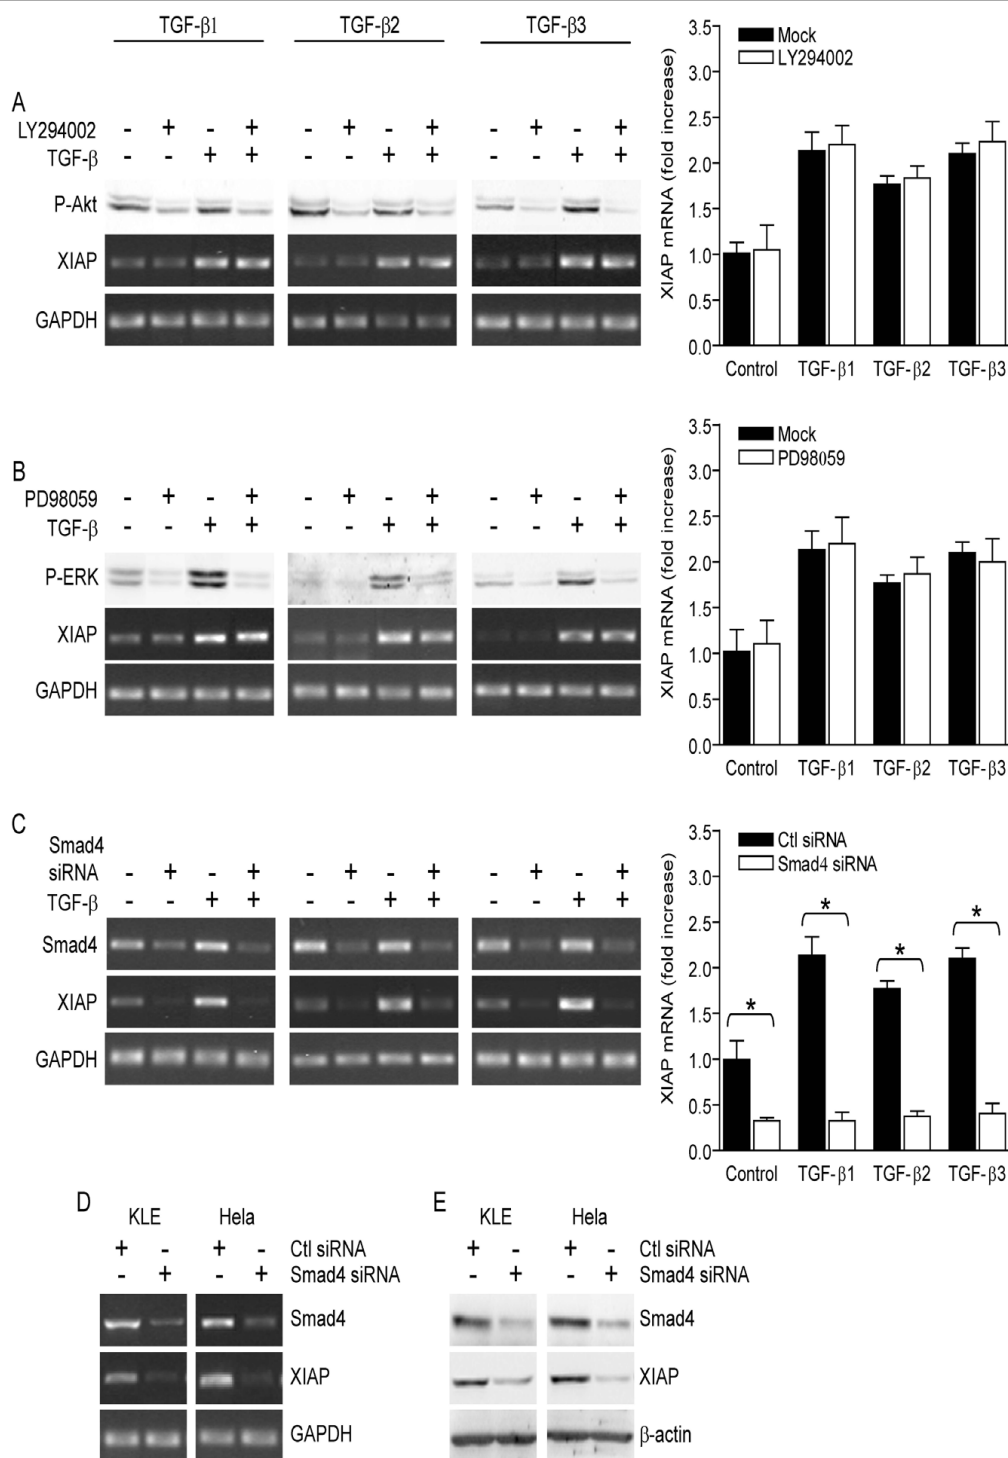 TGF-β1 TGF-β2 TGF-β3
A
LY294002 - + - + - + - + - + - +
TGF-β - - + + - - + + - - + +
P-Akt
XIAP
GAPDH
XIAP mRNA (fold increase)
3.5
3.0
2.5
2.0
1.5
1.0
0.5
0.0
Mock
LY294002
Control TGF-β1 TGF-β2 TGF-β3
B
PD98059 - + - + - + - + - + - +
TGF-β - - + + - - + + - - + +
P-ERK
XIAP
GAPDH
XIAP mRNA (fold increase)
3.5
3.0
2.5
2.0
1.5
1.0
0.5
0.0
Mock
PD98059
Control TGF-β1 TGF-β2 TGF-β3
C
Smad4
siRNA - + - + - + - + - + - +
TGF-β - - + + - - + + - - + +
Smad4
XIAP
GAPDH
XIAP mRNA (fold increase)
3.5
3.0
2.5
2.0
1.5
1.0
0.5
0.0
Ctl siRNA
Smad4 siRNA
* * * *
Control TGF-β1 TGF-β2 TGF-β3
D
KLE Hela
+ - + - Ctl siRNA
- + - + Smad4 siRNA
Smad4
XIAP
GAPDH
E
KLE Hela
+ - + - Ctl siRNA
- + - + Smad4 siRNA
Smad4
XIAP
β-actin